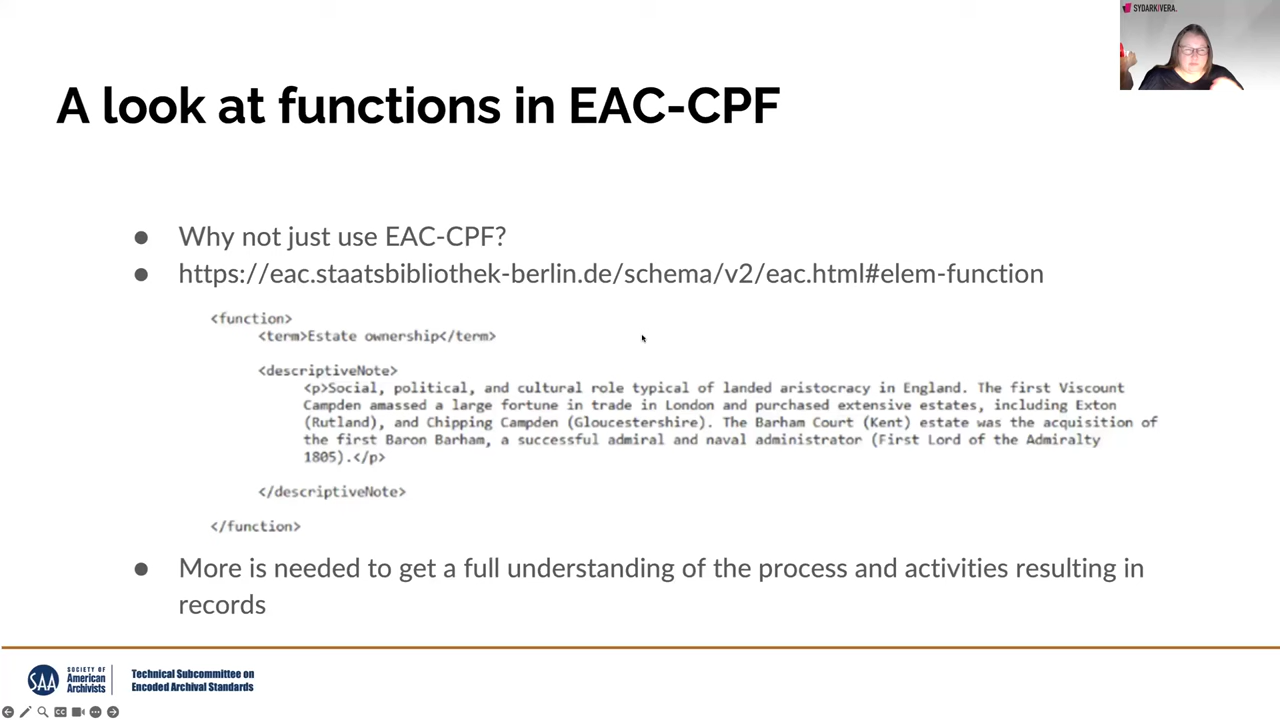 SYDARKIVERA.
A look at functions in EAC-CPF
● Why not just use EAC-CPF?
● https://eac.staatsbibliothek-berlin.de/schema/v2/eac.html#elem-function
<function>
<term>Estate ownership</term>
<descriptiveNote>
<p>Social, political, and cultural role typical of landed aristocracy in England. The first Viscount
Campden amassed a large fortune in trade in London and purchased extensive estates, including Exton
(Rutland), and Chipping Campden (Gloucestershire). The Barham Court (Kent) estate was the acquisition of
the first Baron Barham, a successful admiral and naval administrator (First Lord of the Admiralty
1805).</p>
</descriptiveNote>
</function>
● More is needed to get a full understanding of the process and activities resulting in
records
SAA
SOCIETY OF
American
Archivists
Technical Subcommittee on
Encoded Archival Standards
CC